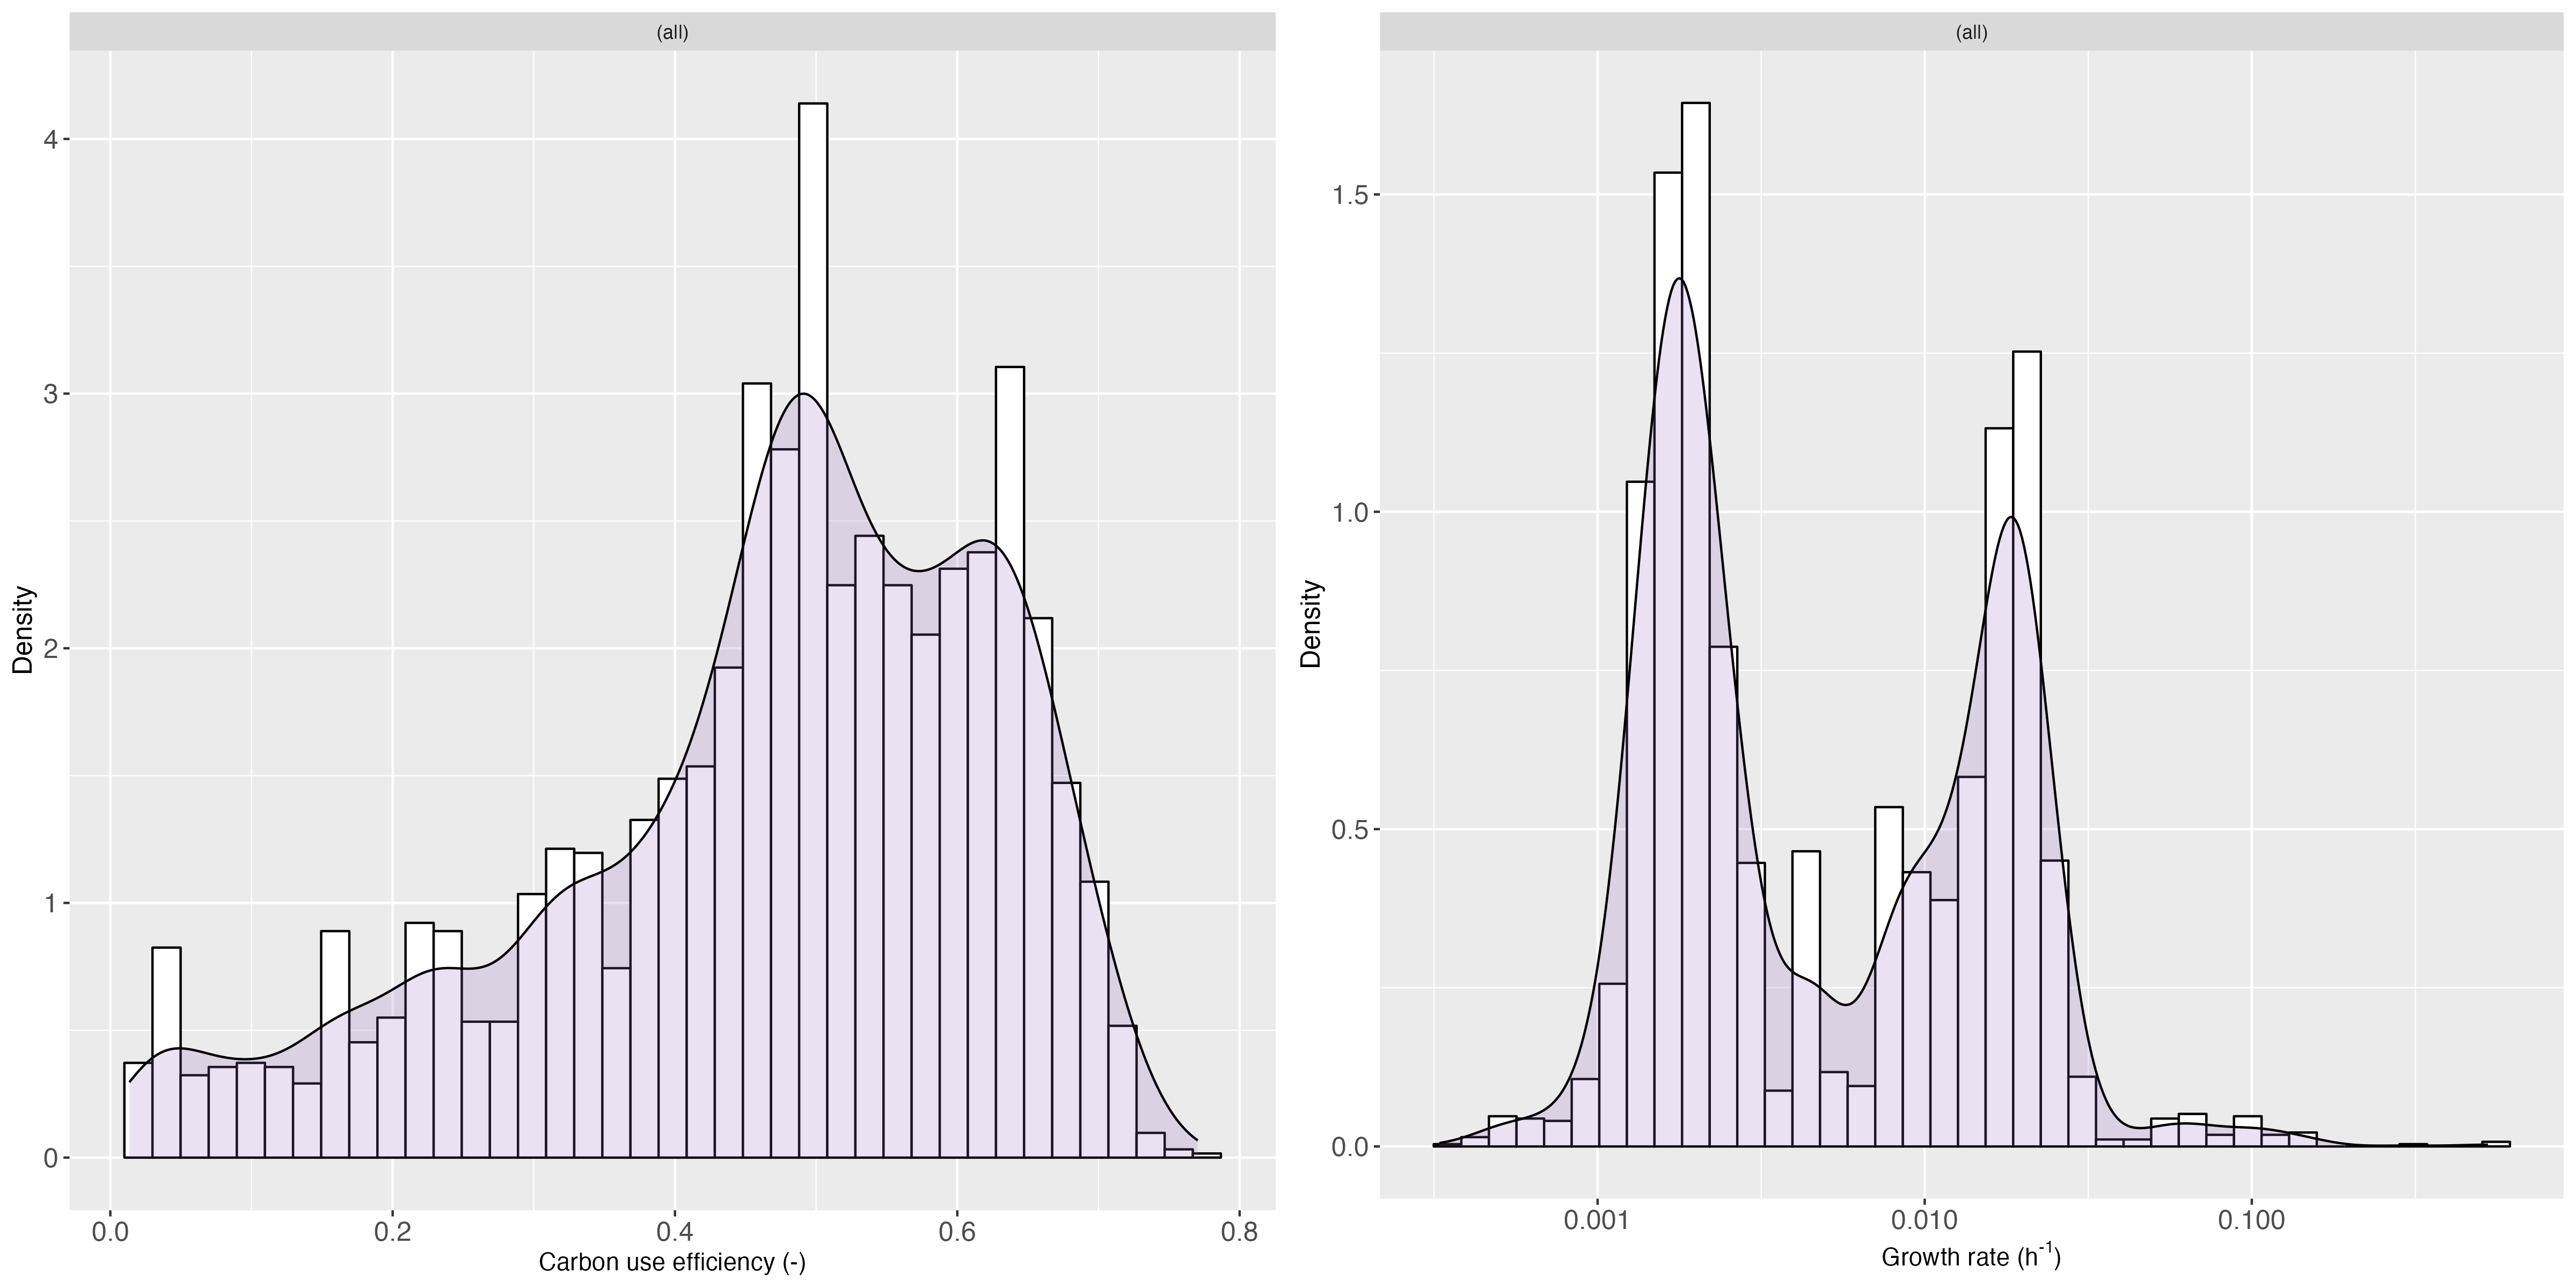 (all)
4
3
2
1
0
Density
0.0 0.2 0.4 0.6 0.8
Carbon use efficiency (-)
(all)
1.5
1.0
0.5
0.0
Density
0.001 0.010 0.100
Growth rate (h⁻¹)